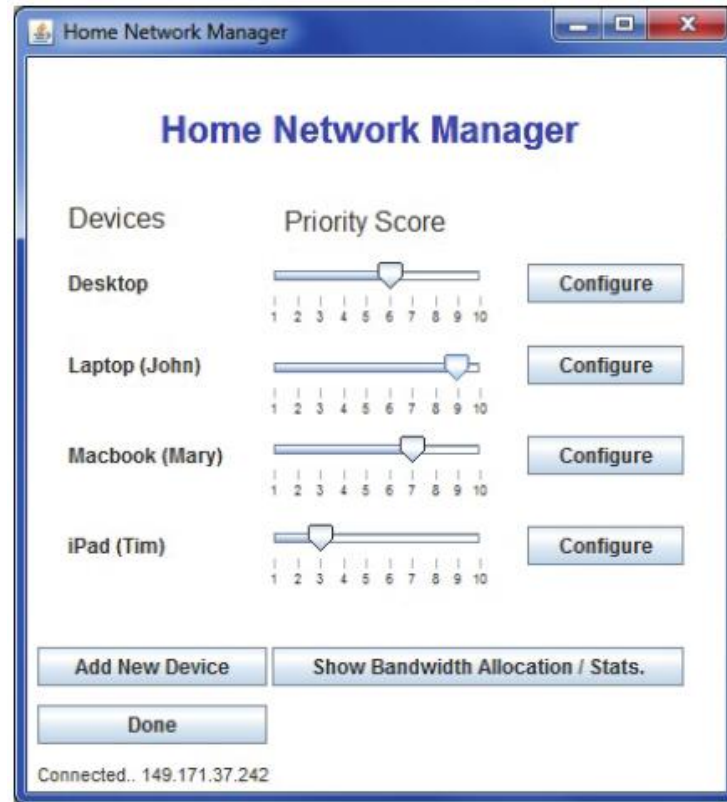 Home Network Manager
Home Network Manager
Devices Priority Score
Desktop Configure
1 2 3 4 5 6 7 8 9 10
Laptop (John) Configure
1 2 3 4 5 6 7 8 9 10
Macbook (Mary) Configure
1 2 3 4 5 6 7 8 9 10
iPad (Tim) Configure
1 2 3 4 5 6 7 8 9 10
Add New Device Show Bandwidth Allocation / Stats.
Done
Connected.. 149.171.37.242